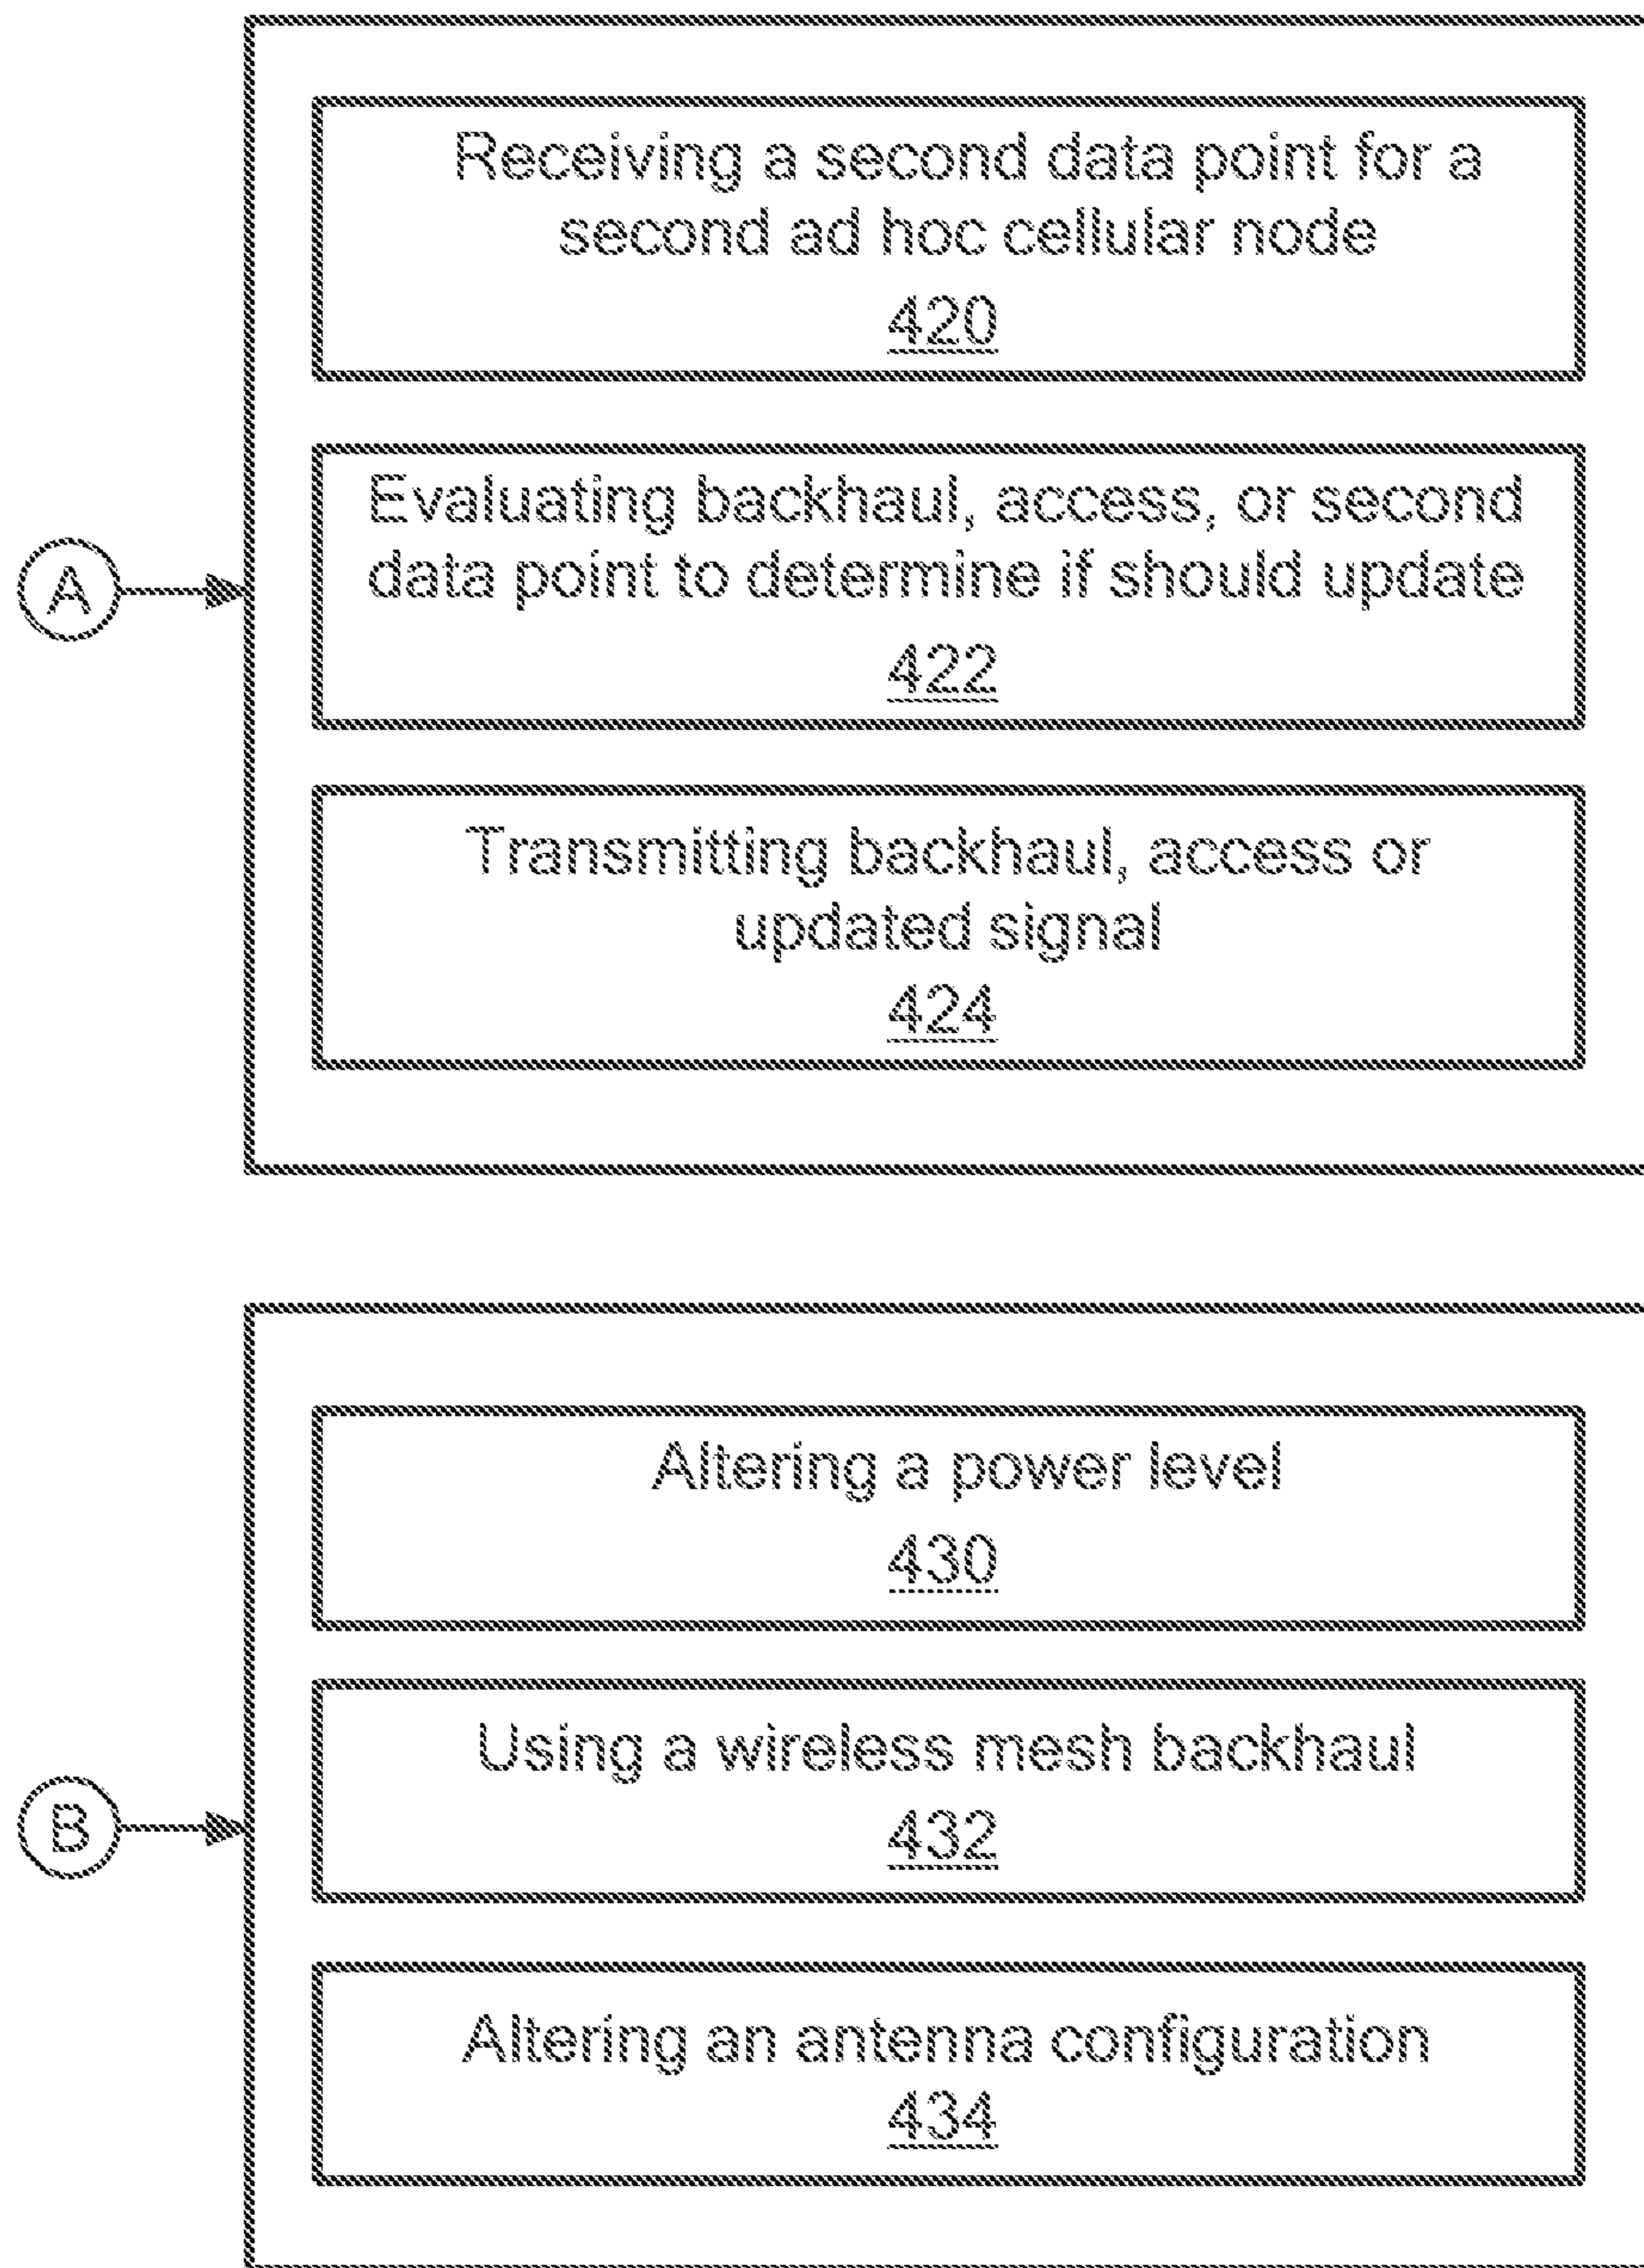 Receiving a second data point for a
second ad hoc cellular node
420
Evaluating backhaul, access, or second
data point to determine if should update
422
A
Transmitting backhaul, access or
updated signal
424
Altering a power level
430
Using a wireless mesh backhaul
432
B
Altering an antenna configuration
434